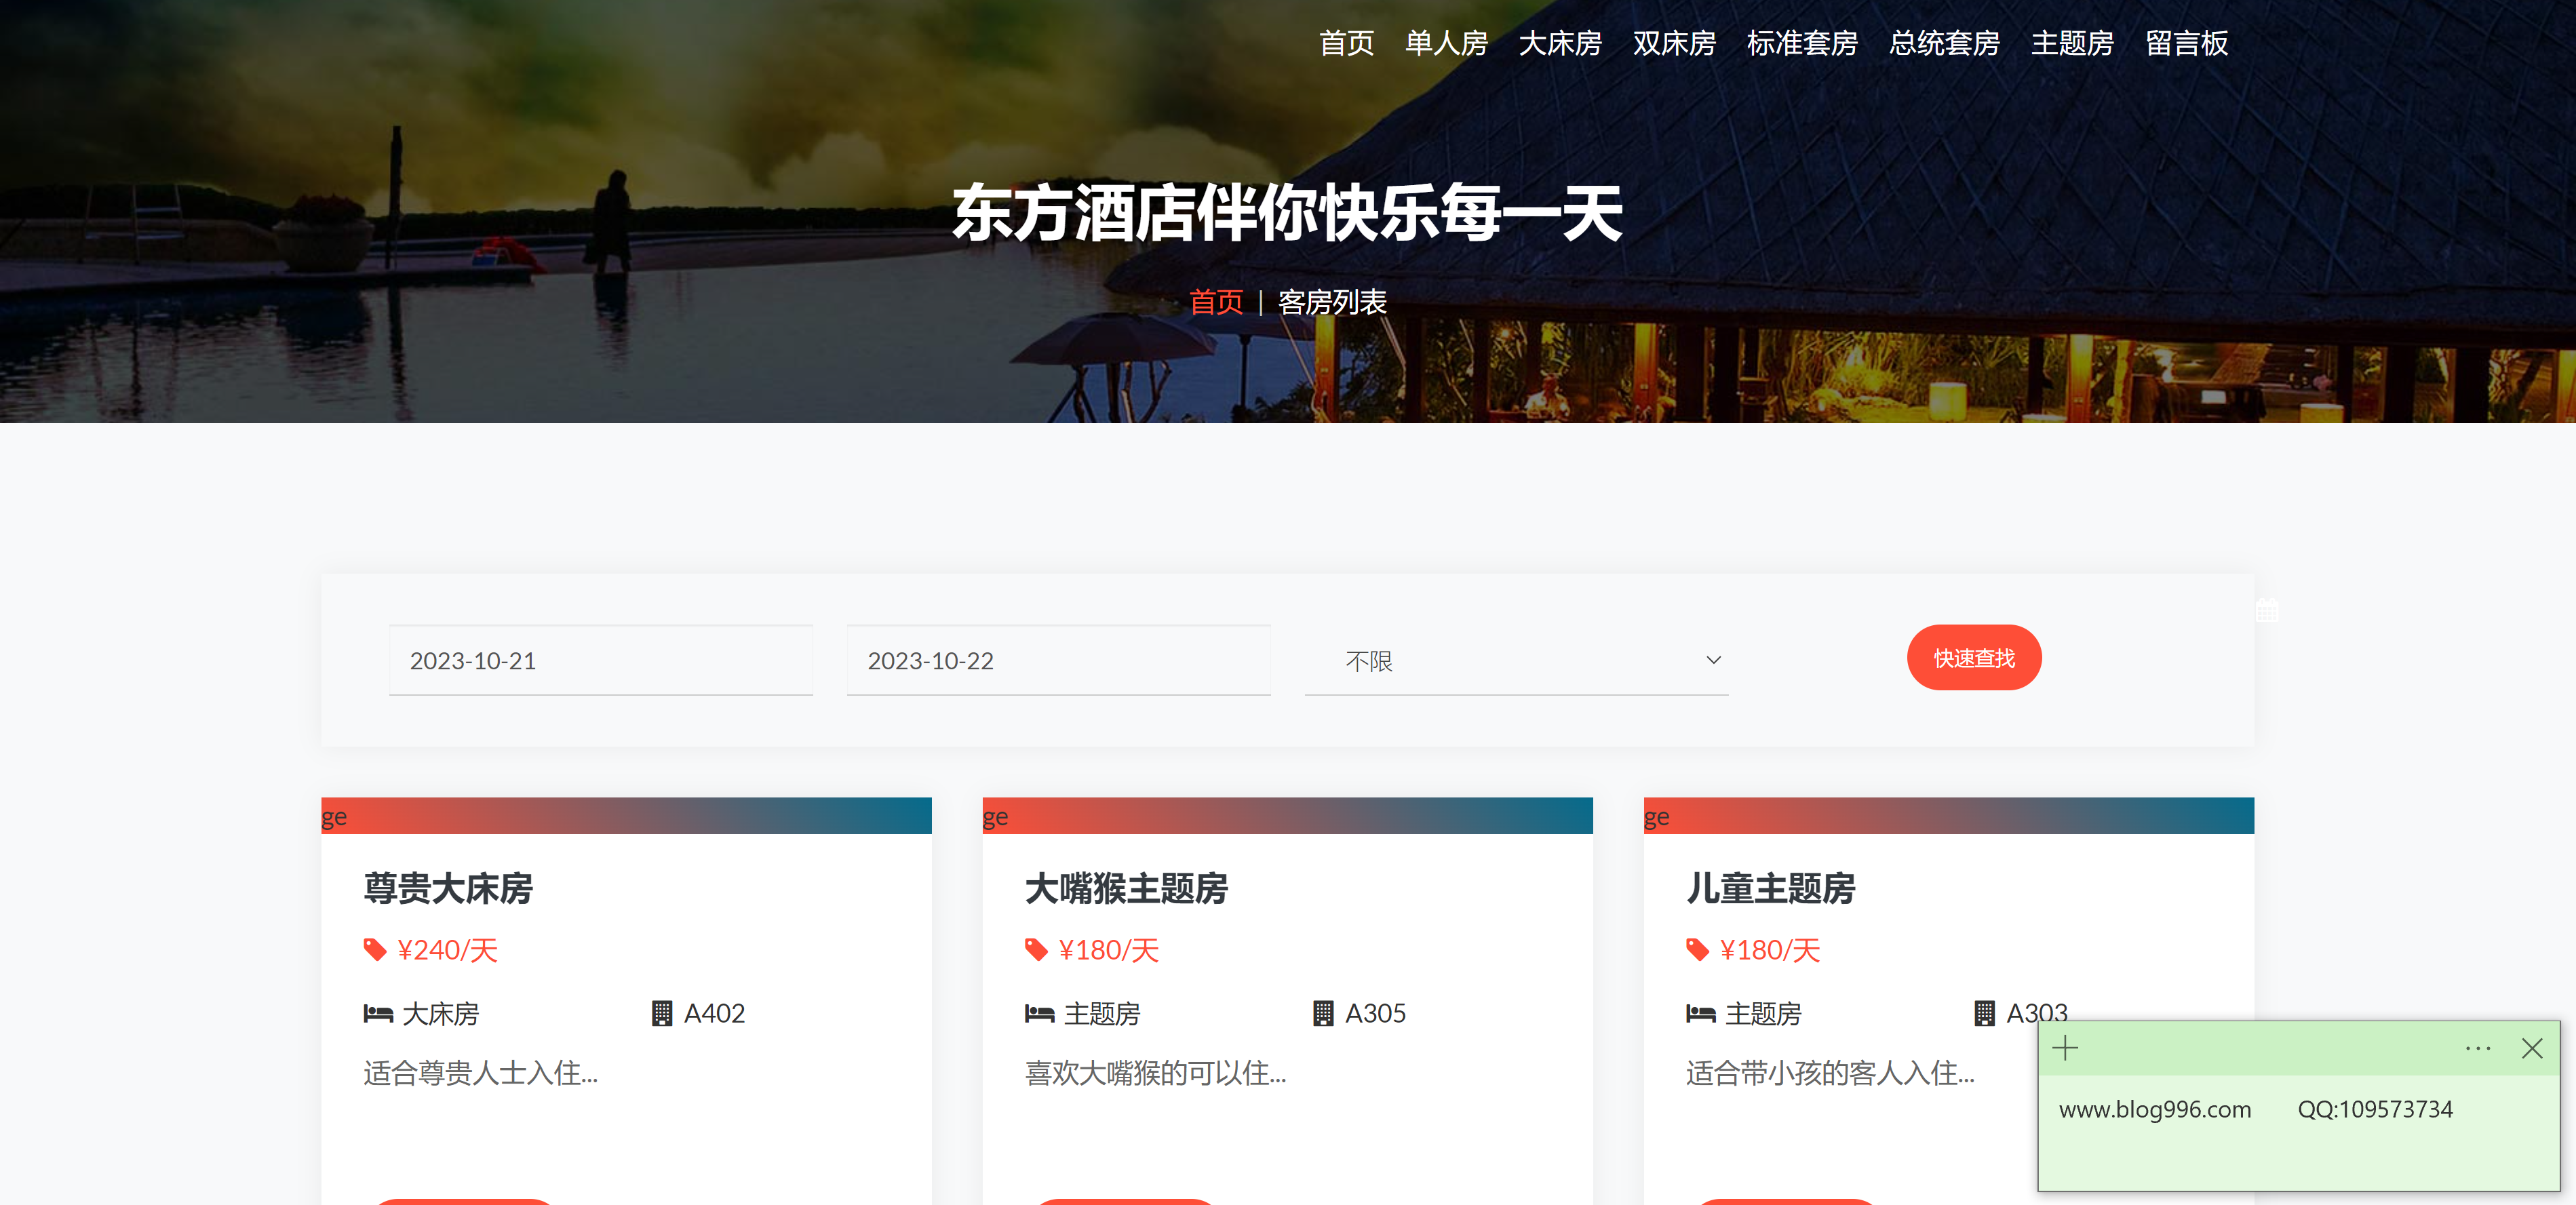 首页 单人房 大床房 双床房 标准套房 总统套房 主题房 留言板
东方酒店伴你快乐每一天
首页 | 客房列表
2023-10-21 2023-10-22 不限 快速查找
ge ge ge
尊贵大床房 大嘴猴主题房 儿童主题房
¥240/天 ¥180/天 ¥180/天
大床房 A402 主题房 A305 主题房 A303
适合尊贵人士入住... 喜欢大嘴猴的可以住... 适合带小孩的客人入住...
www.blog996.com QQ:109573734